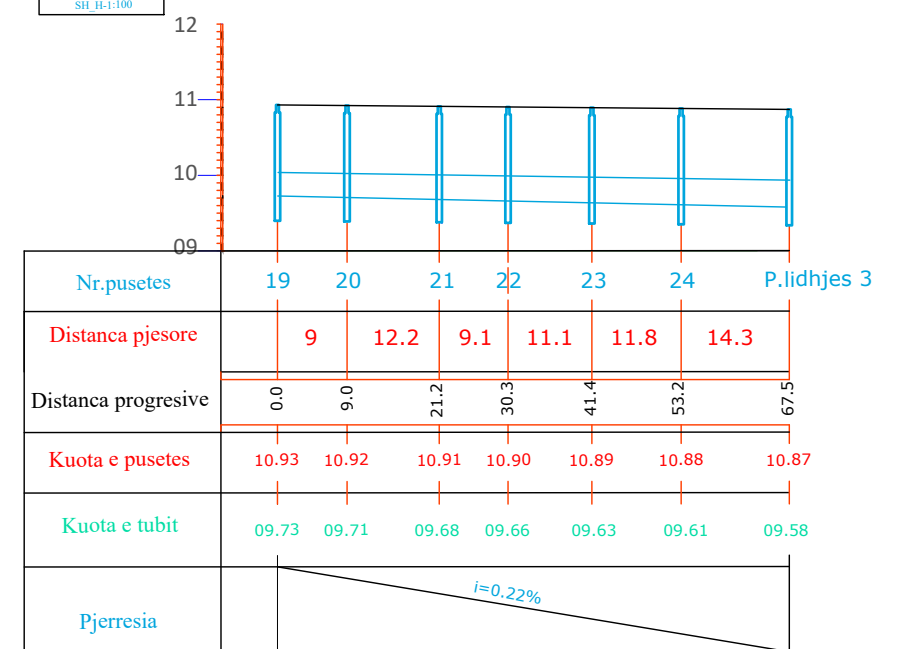 SH_H-1:100
12
11
10
09
Nr.pusetes 19 20 21 22 23 24 P.lidhjes 3
Distanca pjesore 9 12.2 9.1 11.1 11.8 14.3
Distanca progresive 0.0 9.0 21.2 30.3 41.4 53.2 67.5
Kuota e pusetes 10.93 10.92 10.91 10.90 10.89 10.88 10.87
Kuota e tubit 09.73 09.71 09.68 09.66 09.63 09.61 09.58
i=0.22%
Pjerresia